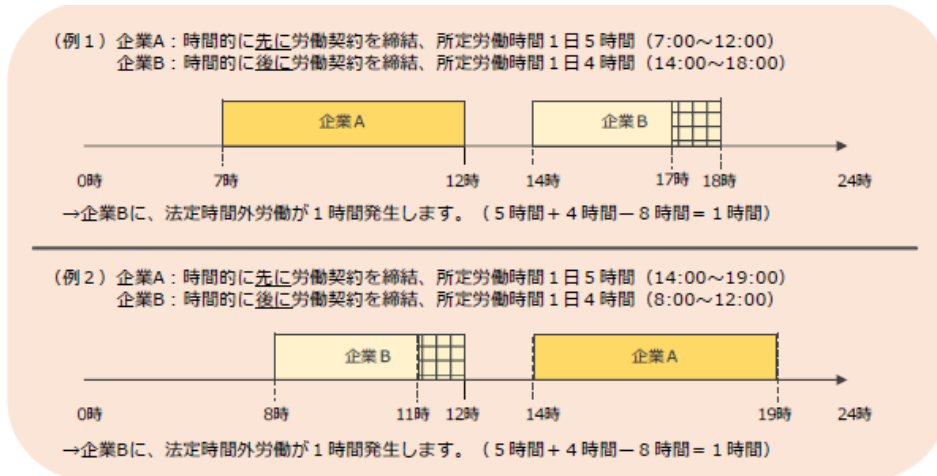 （例１）企業A：時間的に先に労働契約を締結、所定労働時間１日５時間（7:00～12:00）
企業B：時間的に後に労働契約を締結、所定労働時間１日４時間（14:00～18:00）
企業A
企業B
0時
7時
12時
14時
17時
18時
24時
→企業Bに、法定時間外労働が１時間発生します。（５時間＋４時間－８時間＝１時間）
（例２）企業A：時間的に先に労働契約を締結、所定労働時間１日５時間（14:00～19:00）
企業B：時間的に後に労働契約を締結、所定労働時間１日４時間（8:00～12:00）
企業B
企業A
0時
8時
11時
12時
14時
19時
24時
→企業Bに、法定時間外労働が１時間発生します。（５時間＋４時間－８時間＝１時間）